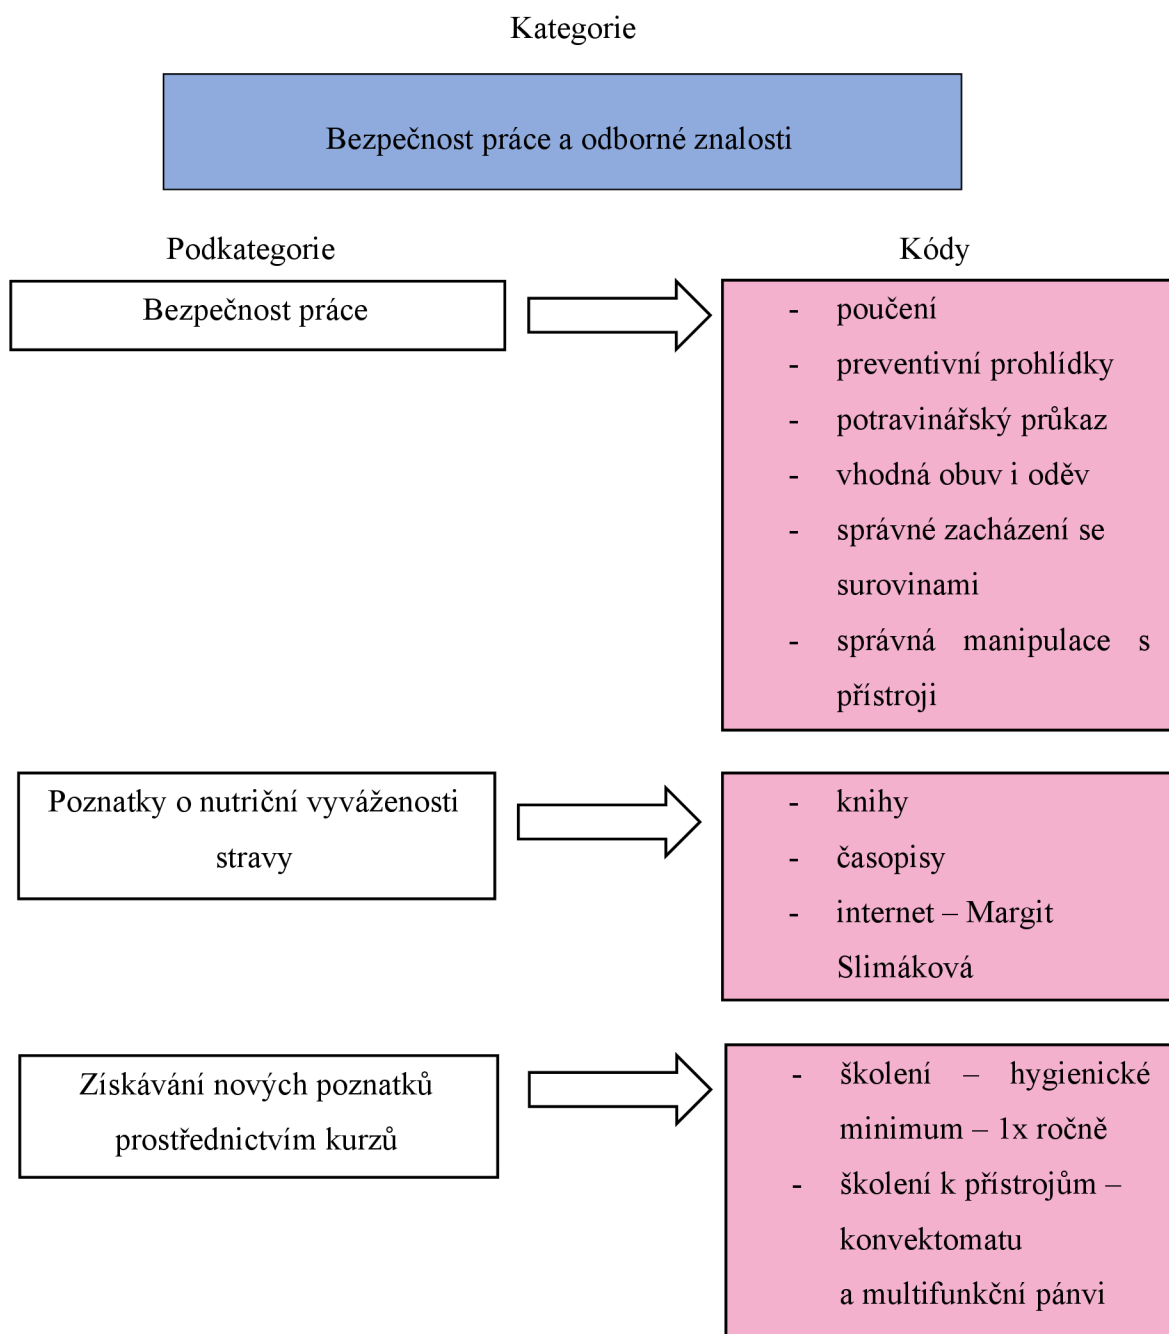 Kategorie
Bezpečnost práce a odborné znalosti
Podkategorie
Kódy
Bezpečnost práce
- poučení
- preventivní prohlídky
- potravinářský průkaz
- vhodná obuv i oděv
- správné zacházení se
surovinami
- správná manipulace s
přístroji
Poznatky o nutriční vyváženosti
stravy
- knihy
- časopisy
- internet – Margit
Slimáková
Získávání nových poznatků
prostřednictvím kurzů
- školení – hygienické
minimum – 1x ročně
- školení k přístrojům –
konvektomatu
a multifunkční pánvi